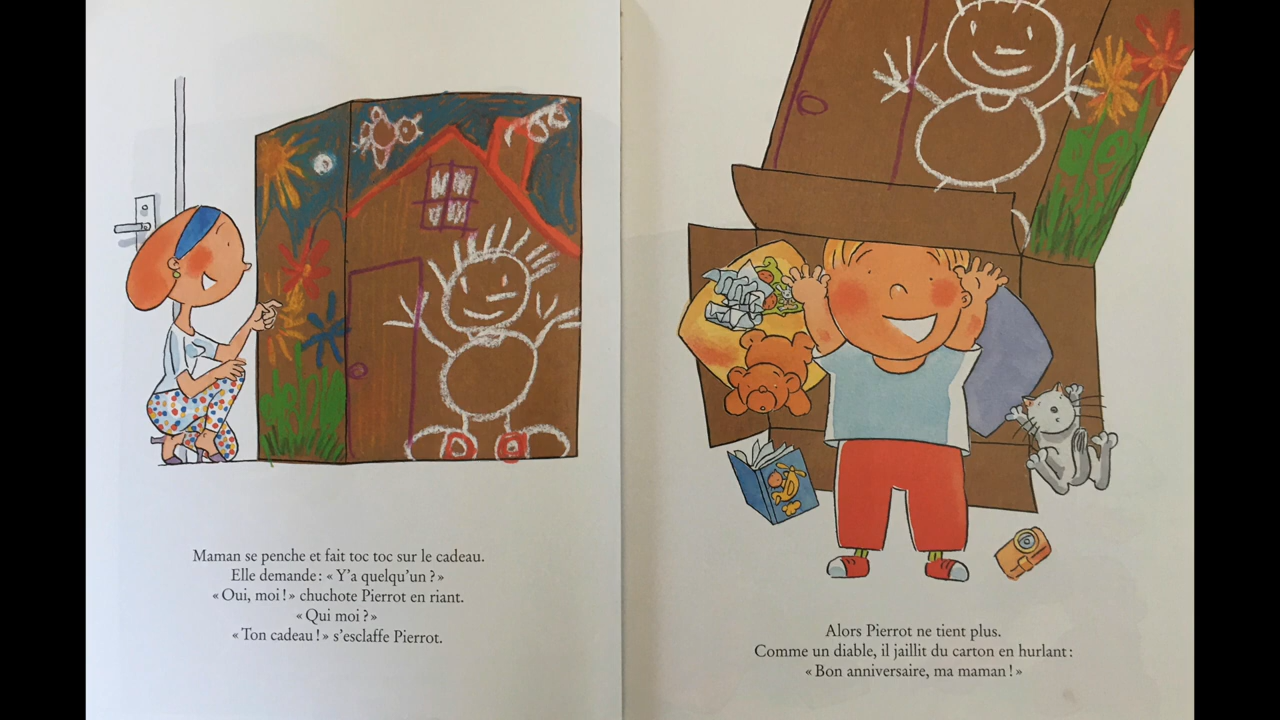 Maman se penche et fait toc toc sur le cadeau.
Elle demande : « Y'a quelqu'un ? »
« Oui, moi ! » chuchote Pierrot en riant.
« Qui moi ? »
« Ton cadeau ! » s'esclaffe Pierrot.
Alors Pierrot ne tient plus.
Comme un diable, il jaillit du carton en hurlant :
« Bon anniversaire, ma maman ! »